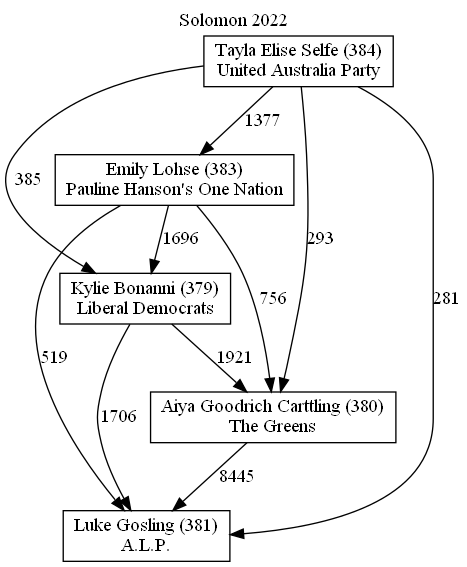 Solomon 2022
Tayla Elise Selfe (384)
United Australia Party
1377
Emily Lohse (383)
Pauline Hanson's One Nation
385
1696
293
Kylie Bonanni (379)
Liberal Democrats
756
281
519
1921
1706
Aiya Goodrich Carttling (380)
The Greens
8445
Luke Gosling (381)
A.L.P.